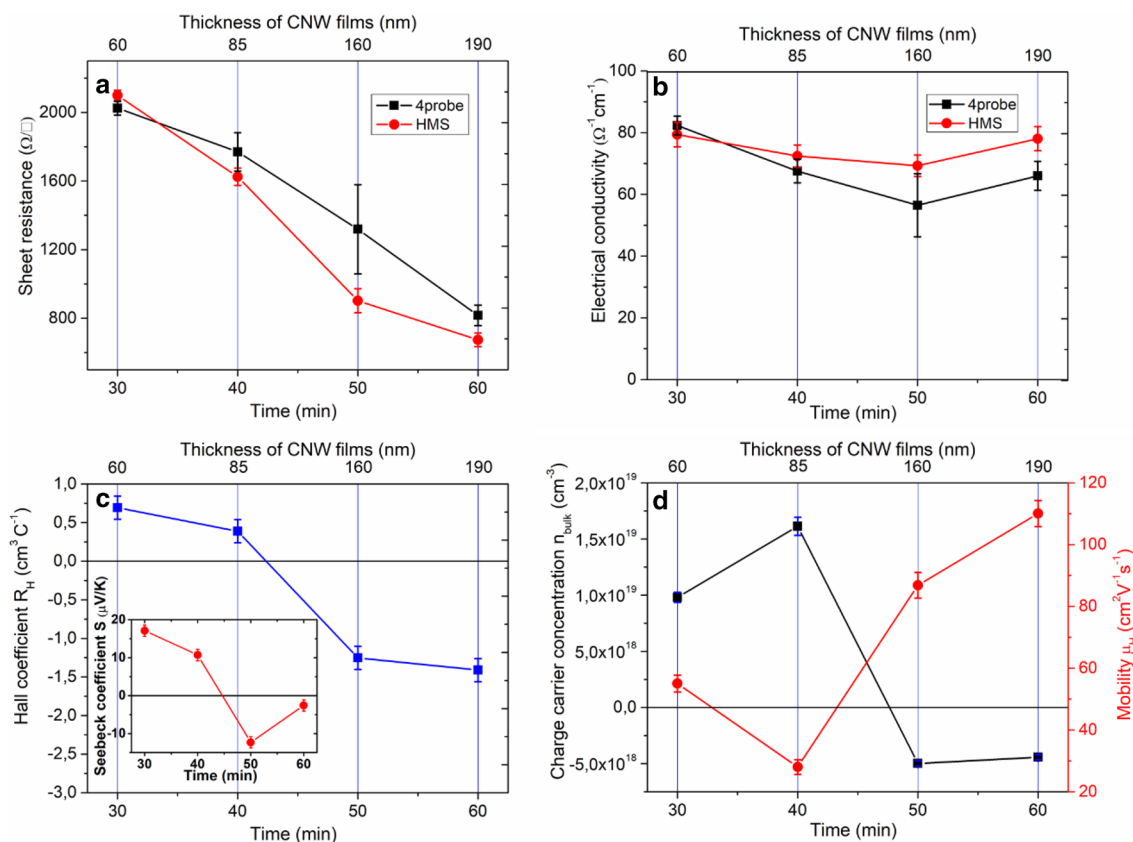 Thickness of CNW films (nm)
60 85 160 190
a
4probe
HMS
Sheet resistance (Ω/□)
2000
1600
1200
800
30 40 50 60
Time (min)
Thickness of CNW films (nm)
60 85 160 190
b
4probe
HMS
Electrical conductivity (Ω⁻¹cm⁻¹)
100
80
60
40
20
0
30 40 50 60
Time (min)
Thickness of CNW films (nm)
60 85 160 190
c
Hall coefficient R_H (cm³ C⁻¹)
1,0
0,5
0,0
-0,5
-1,0
-1,5
-2,0
-2,5
-3,0
Seebeck coefficient S (μV/K)
20
10
0
-10
30 40 50 60
Time (min)
30 40 50 60
Time (min)
Thickness of CNW films (nm)
60 85 160 190
d
Charge carrier concentration n_bulk (cm⁻³)
2,0x10¹⁹
1,5x10¹⁹
1,0x10¹⁹
5,0x10¹⁸
0,0
-5,0x10¹⁸
120
100
80
60
40
20
Mobility μ_H (cm²V⁻¹s⁻¹)
30 40 50 60
Time (min)